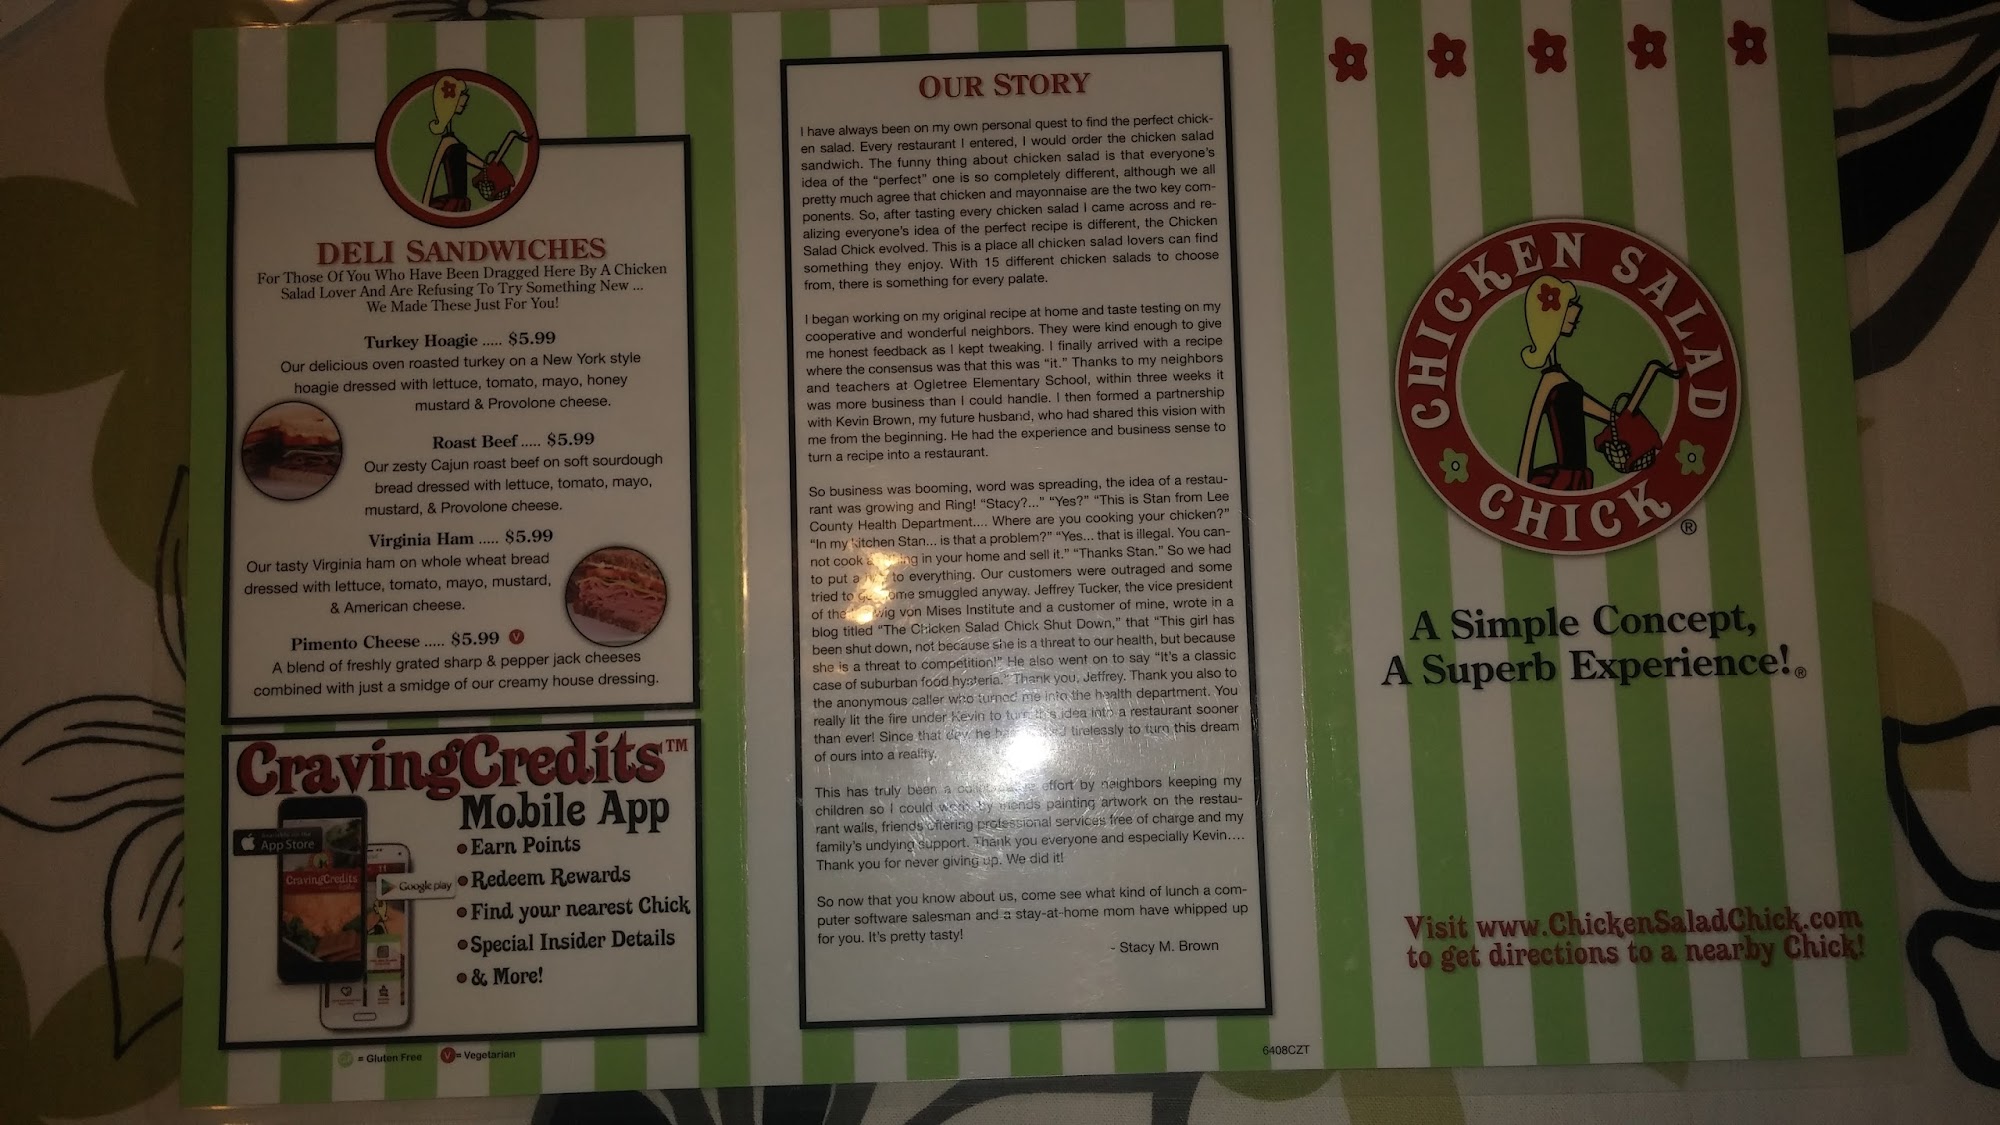 DELI SANDWICHES
For Those Of You Who Have Been Dragged Here By A Chicken
Salad Lover And Are Refusing To Try Something New ...
We Made These Just For You!
Turkey Hoagie ..... $5.99
Our delicious oven roasted turkey on a New York style
hoagie dressed with lettuce, tomato, mayo, honey
mustard & Provolone cheese.
Roast Beef ..... $5.99
Our zesty Cajun roast beef on soft sourdough
bread dressed with lettuce, tomato, mayo,
mustard, & Provolone cheese.
Virginia Ham ..... $5.99
Our tasty Virginia ham on whole wheat bread
dressed with lettuce, tomato, mayo, mustard,
& American cheese.
Pimento Cheese ..... $5.99 V
A blend of freshly grated sharp & pepper jack cheeses
combined with just a smidge of our creamy house dressing.
CravingCredits™
Mobile App
• Earn Points
• Redeem Rewards
• Find your nearest Chick
• Special Insider Details
• & More!
App Store
CravingCredits
Google play
= Gluten Free V = Vegetarian
OUR STORY
I have always been on my own personal quest to find the perfect chick-
en salad. Every restaurant I entered, I would order the chicken salad
sandwich. The funny thing about chicken salad is that everyone's
idea of the "perfect" one is so completely different, although we all
pretty much agree that chicken and mayonnaise are the two key com-
ponents. So, after tasting every chicken salad I came across and re-
alizing everyone's idea of the perfect recipe is different, the Chicken
Salad Chick evolved. This is a place all chicken salad lovers can find
something they enjoy. With 15 different chicken salads to choose
from, there is something for every palate.
I began working on my original recipe at home and taste testing on my
cooperative and wonderful neighbors. They were kind enough to give
me honest feedback as I kept tweaking. I finally arrived with a recipe
where the consensus was that this was "it." Thanks to my neighbors
and teachers at Ogletree Elementary School, within three weeks it
was more business than I could handle. I then formed a partnership
with Kevin Brown, my future husband, who had shared this vision with
me from the beginning. He had the experience and business sense to
turn a recipe into a restaurant.
So business was booming, word was spreading, the idea of a restau-
rant was growing and Ring! "Stacy?..." "Yes?" "This is Stan from Lee
County Health Department.... Where are you cooking your chicken?"
"In my kitchen Stan... is that a problem?" "Yes... that is illegal. You can-
not cook in your home and sell it." "Thanks Stan." So we had
to put a to everything. Our customers were outraged and some
tried to some smuggled anyway. Jeffrey Tucker, the vice president
of the von Mises Institute and a customer of mine, wrote in a
blog titled "The Chicken Salad Chick Shut Down," that "This girl has
been shut down, not because she is a threat to our health, but because
she is a threat to competition!" He also went on to say "It's a classic
case of suburban food hysteria." Thank you, Jeffrey. Thank you also to
the anonymous caller who turned me into the health department. You
really lit the fire under Kevin to turn this idea into a restaurant sooner
than ever! Since that day, he tirelessly to turn this dream
of ours into a reality.
This has truly been a effort by neighbors keeping my
children so I could work, by friends painting artwork on the restau-
rant walls, friends offering professional services free of charge and my
family's undying support. Thank you everyone and especially Kevin....
Thank you for never giving up. We did it!
So now that you know about us, come see what kind of lunch a com-
puter software salesman and a stay-at-home mom have whipped up
for you. It's pretty tasty!
- Stacy M. Brown
6408CZT
CHICKEN SALAD
CHICK ®
A Simple Concept,
A Superb Experience!®
Visit www.ChickenSaladChick.com
to get directions to a nearby Chick!